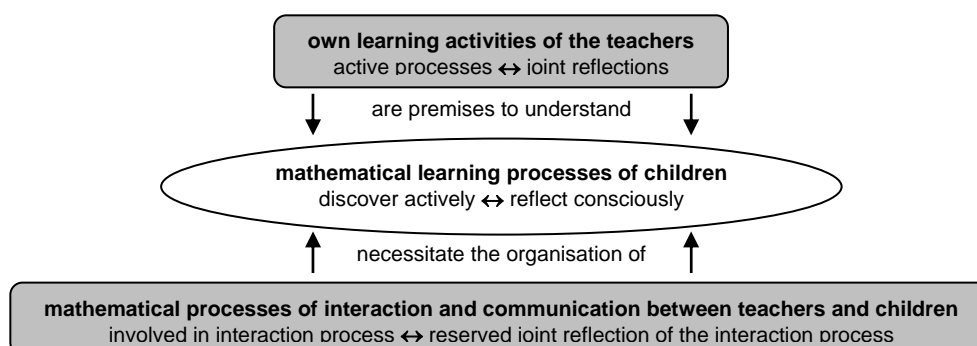 own learning activities of the teachers
active processes ↔ joint reflections
are premises to understand
mathematical learning processes of children
discover actively ↔ reflect consciously
necessitate the organisation of
mathematical processes of interaction and communication between teachers and children
involved in interaction process ↔ reserved joint reflection of the interaction process